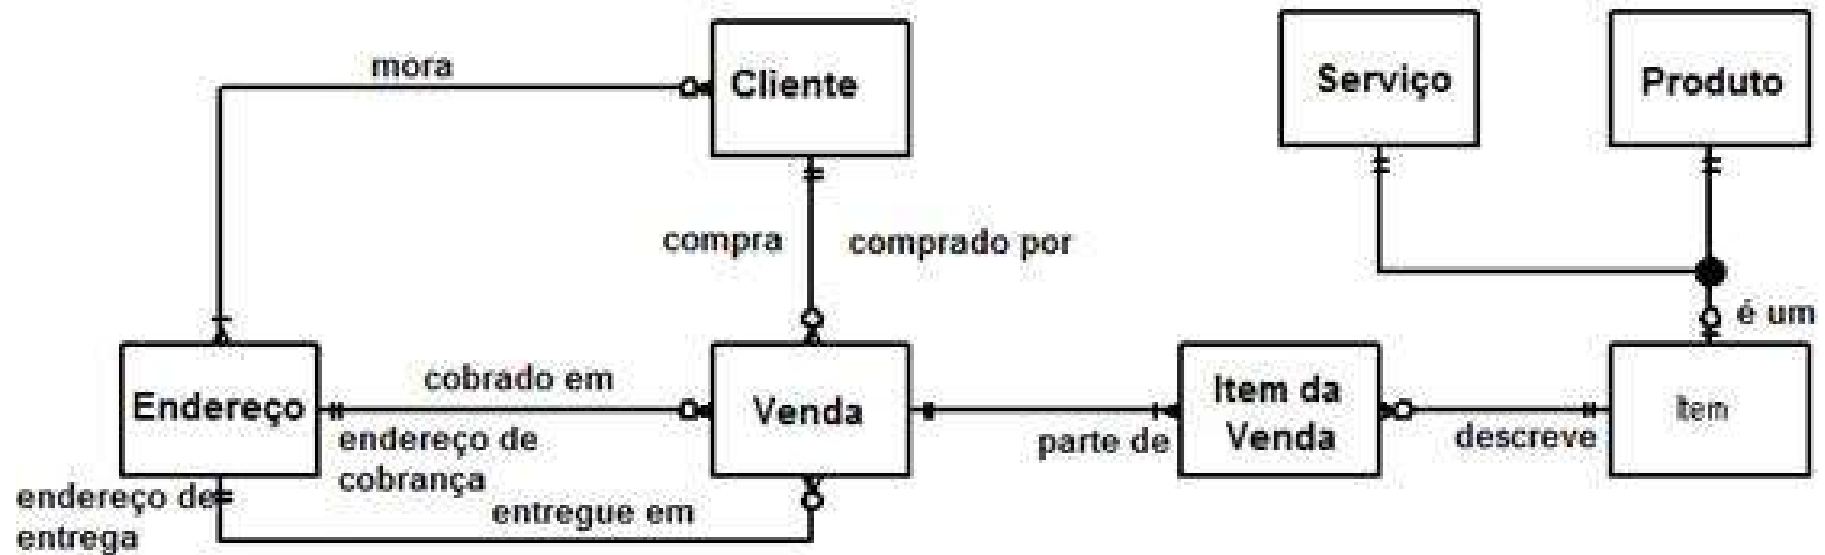 mora
Cliente
Serviço
Produto
compra
comprado por
é um
cobrado em
Endereço
Venda
Item da
Venda
Item
endereço de
cobrança
parte de
descreve
endereço de
entrega
entregue em